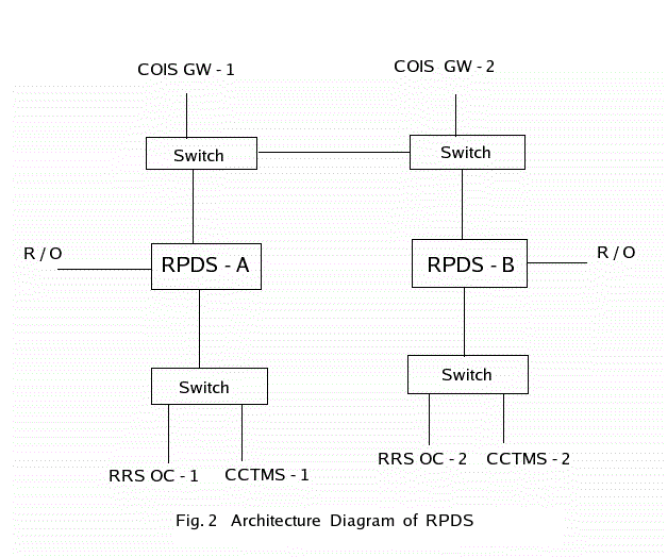 COIS GW - 1
COIS GW - 2
Switch
Switch
R / O
RPDS - A
RPDS - B
R / O
Switch
Switch
RRS OC - 1
CCTMS - 1
RRS OC - 2
CCTMS - 2
Fig. 2 Architecture Diagram of RPDS